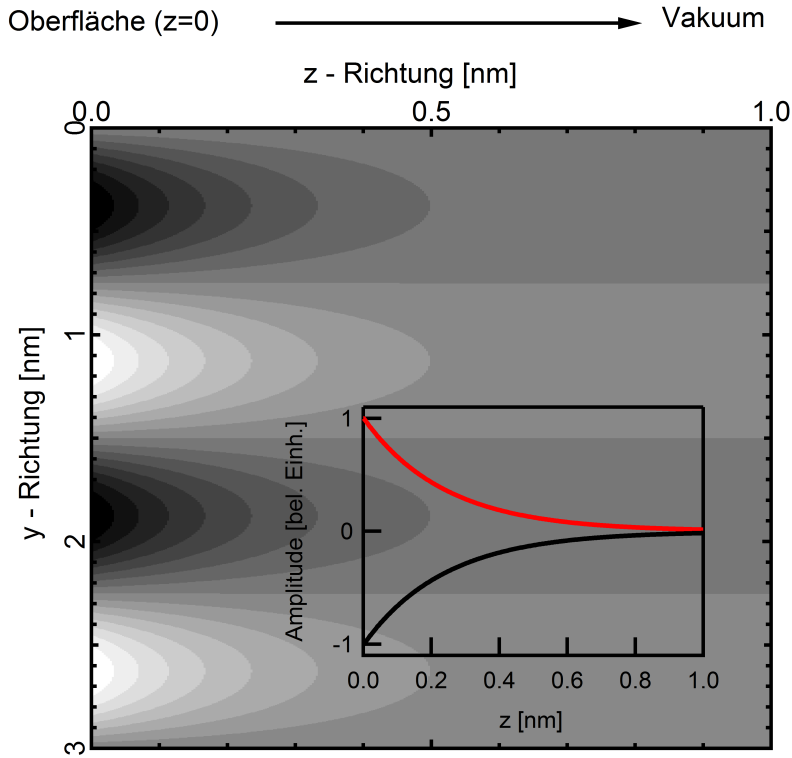 Oberfläche (z=0)
Vakuum
z - Richtung [nm]
0.0
0.5
1.0
0
1
2
3
y - Richtung [nm]
Amplitude [bel. Einh.]
1
0
-1
0.0 0.2 0.4 0.6 0.8 1.0
z [nm]